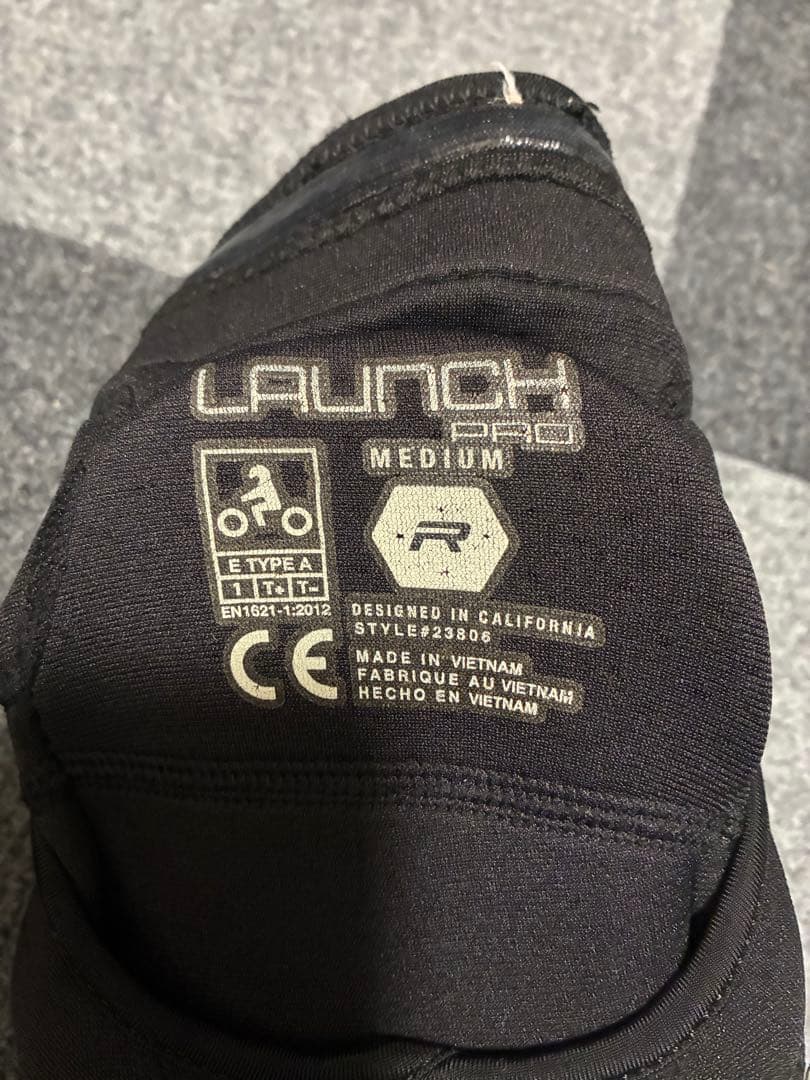 LAUNCH
PRO
MEDIUM
R
E TYPE A
1 T+ T-
EN1621-1:2012
CE
DESIGNED IN CALIFORNIA
STYLE#23806
MADE IN VIETNAM
FABRIQUE AU VIETNAM
HECHO EN VIETNAM